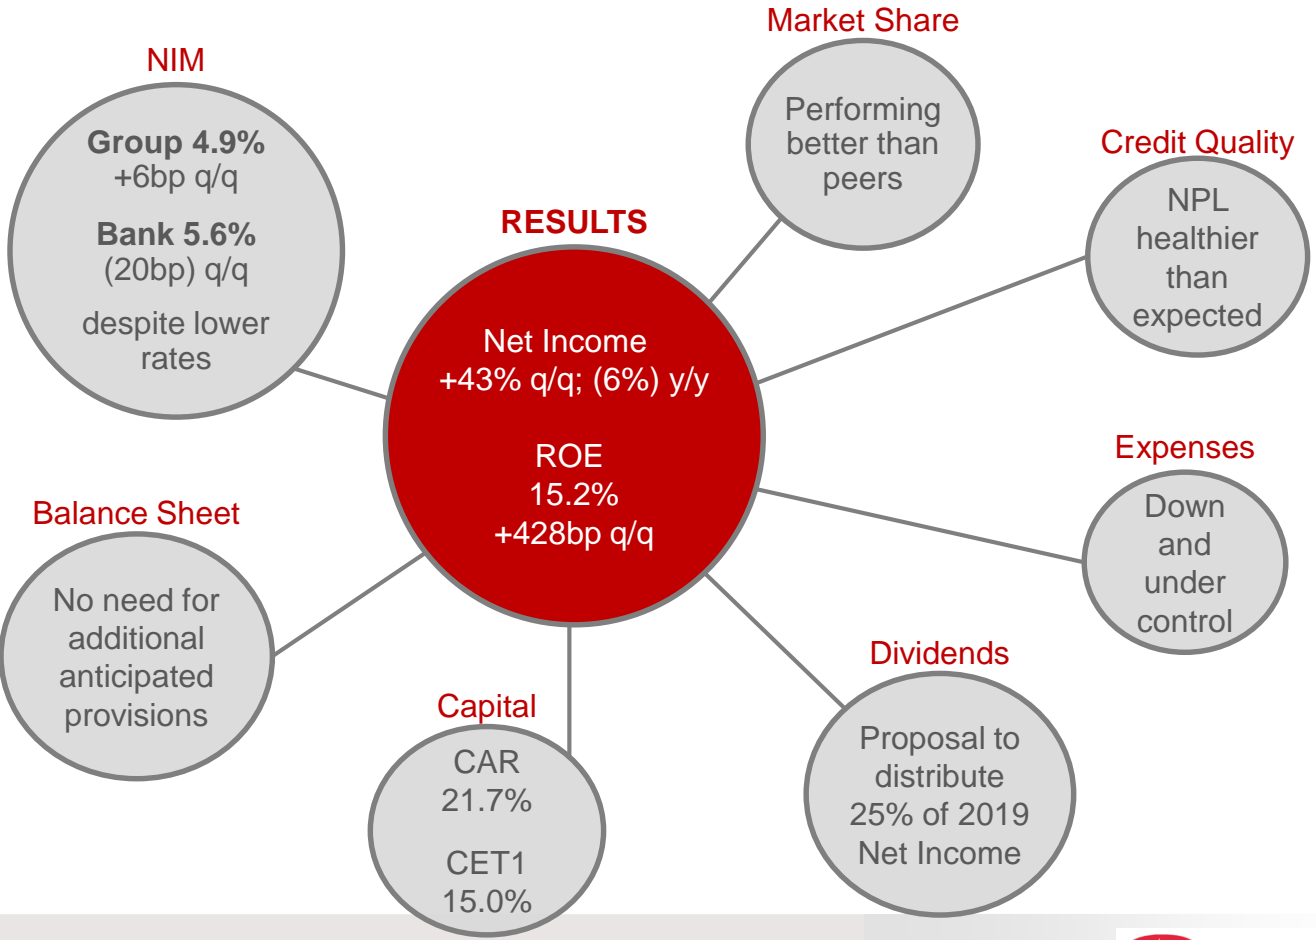 NIM
Group 4.9%
+6bp q/q
Bank 5.6%
(20bp) q/q
despite lower
rates
Market Share
Performing
better than
peers
Credit Quality
NPL
healthier
than
expected
RESULTS
Net Income
+43% q/q; (6%) y/y
ROE
15.2%
+428bp q/q
Expenses
Down
and
under
control
Balance Sheet
No need for
additional
anticipated
provisions
Capital
CAR
21.7%
CET1
15.0%
Dividends
Proposal to
distribute
25% of 2019
Net Income